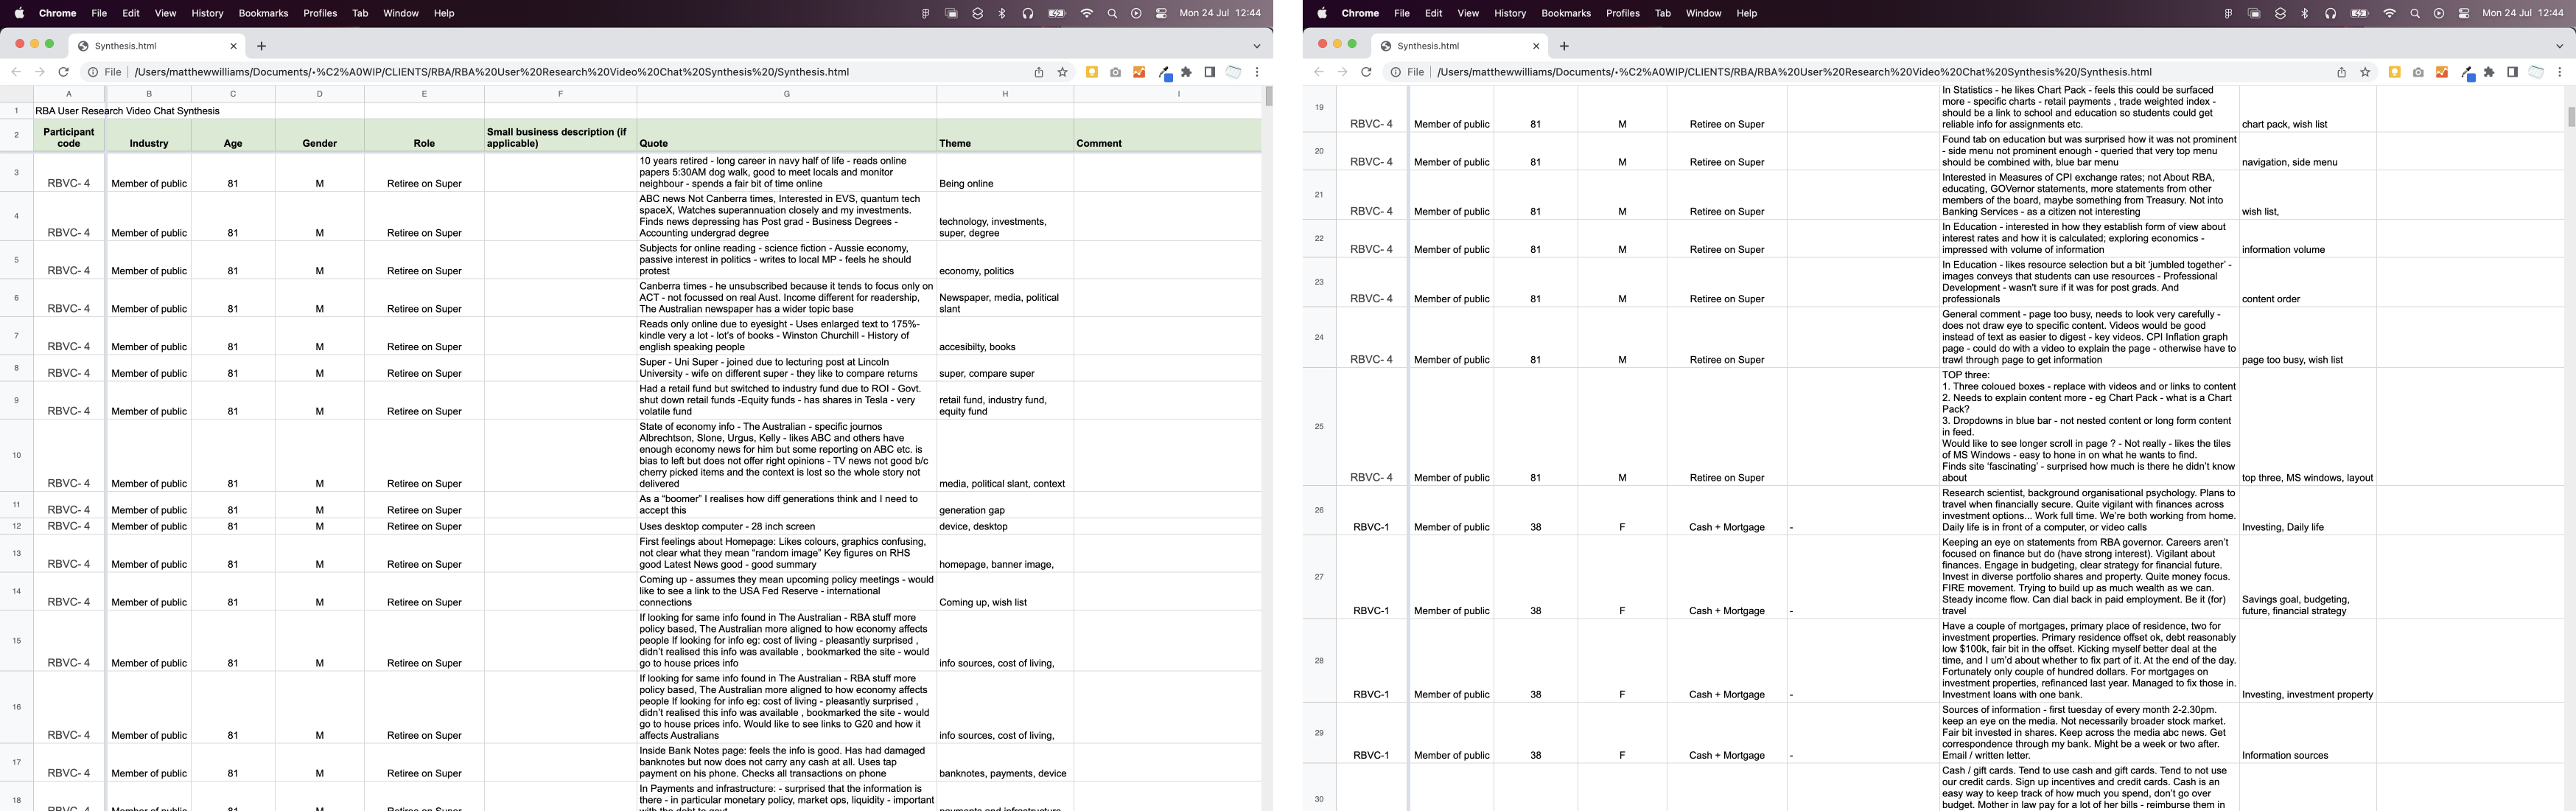 Chrome File Edit View History Bookmarks Profiles Tab Window Help Mon 24 Jul 12:44
Synthesis.html
File /Users/matthewwilliams/Documents/•%C2%A0WIP/CLIENTS/RBA/RBA%20User%20Research%20Video%20Chat%20Synthesis%20/Synthesis.html
A B C D E F G H I
1 RBA User Research Video Chat Synthesis
2 Participant code Industry Age Gender Role Small business description (if applicable) Quote Theme Comment
3 RBVC- 4 Member of public 81 M Retiree on Super
10 years retired - long career in navy half of life - reads online
papers 5:30AM dog walk, good to meet locals and monitor
neighbour - spends a fair bit of time online
Being online
4 RBVC- 4 Member of public 81 M Retiree on Super
ABC news Not Canberra times, Interested in EVS, quantum tech
spaceX, Watches superannuation closely and my investments.
Finds news depressing has Post grad - Business Degrees -
Accounting undergrad degree
technology, investments,
super, degree
5 RBVC- 4 Member of public 81 M Retiree on Super
Subjects for online reading - science fiction - Aussie economy,
passive interest in politics - writes to local MP - feels he should
protest
economy, politics
6 RBVC- 4 Member of public 81 M Retiree on Super
Canberra times - he unsubscribed because it tends to focus only on
ACT - not focussed on real Aust. Income different for readership,
The Australian newspaper has a wider topic base
Newspaper, media, political
slant
7 RBVC- 4 Member of public 81 M Retiree on Super
Reads only online due to eyesight - Uses enlarged text to 175%-
kindle very a lot - lot's of books - Winston Churchill - History of
english speaking people
accesibilty, books
8 RBVC- 4 Member of public 81 M Retiree on Super
Super - Uni Super - joined due to lecturing post at Lincoln
University - wife on different super - they like to compare returns
super, compare super
9 RBVC- 4 Member of public 81 M Retiree on Super
Had a retail fund but switched to industry fund due to ROI - Govt.
shut down retail funds -Equity funds - has shares in Tesla - very
volatile fund
retail fund, industry fund,
equity fund
10 RBVC- 4 Member of public 81 M Retiree on Super
State of economy info - The Australian - specific journos
Albrechtson, Slone, Urgus, Kelly - likes ABC and others have
enough economy news for him but some reporting on ABC etc. is
bias to left but does not offer right opinions - TV news not good b/c
cherry picked items and the context is lost so the whole story not
delivered
media, political slant, context
11 RBVC- 4 Member of public 81 M Retiree on Super
As a “boomer” I realises how diff generations think and I need to
accept this
generation gap
12 RBVC- 4 Member of public 81 M Retiree on Super
Uses desktop computer - 28 inch screen
device, desktop
13 RBVC- 4 Member of public 81 M Retiree on Super
First feelings about Homepage: Likes colours, graphics confusing,
not clear what they mean “random image” Key figures on RHS
good Latest News good - good summary
homepage, banner image,
14 RBVC- 4 Member of public 81 M Retiree on Super
Coming up - assumes they mean upcoming policy meetings - would
like to see a link to the USA Fed Reserve - international
connections
Coming up, wish list
15 RBVC- 4 Member of public 81 M Retiree on Super
If looking for same info found in The Australian - RBA stuff more
policy based, The Australian more aligned to how economy affects
people If looking for info eg: cost of living - pleasantly surprised ,
didn't realised this info was available , bookmarked the site - would
go to house prices info
info sources, cost of living,
16 RBVC- 4 Member of public 81 M Retiree on Super
If looking for same info found in The Australian - RBA stuff more
policy based, The Australian more aligned to how economy affects
people If looking for info eg: cost of living - pleasantly surprised ,
didn't realised this info was available , bookmarked the site - would
go to house prices info. Would like to see links to G20 and how it
affects Australians
info sources, cost of living,
17 RBVC- 4 Member of public 81 M Retiree on Super
Inside Bank Notes page: feels the info is good. Has had damaged
banknotes but now does not carry any cash at all. Uses tap
payment on his phone. Checks all transactions on phone
banknotes, payments, device
18
In Payments and infrastructure: - surprised that the information is
there - in particular monetary policy, market ops, liquidity - important
Chrome File Edit View History Bookmarks Profiles Tab Window Help Mon 24 Jul 12:44
Synthesis.html
File /Users/matthewwilliams/Documents/•%C2%A0WIP/CLIENTS/RBA/RBA%20User%20Research%20Video%20Chat%20Synthesis%20/Synthesis.html
19 RBVC- 4 Member of public 81 M Retiree on Super
In Statistics - he likes Chart Pack - feels this could be surfaced
more - specific charts - retail payments , trade weighted index -
should be a link to school and education so students could get
reliable info for assignments etc.
chart pack, wish list
20 RBVC- 4 Member of public 81 M Retiree on Super
Found tab on education but was surprised how it was not prominent
- side menu not prominent enough - queried that very top menu
should be combined with, blue bar menu
navigation, side menu
21 RBVC- 4 Member of public 81 M Retiree on Super
Interested in Measures of CPI exchange rates; not About RBA,
educating, GOVernor statements, more statements from other
members of the board, maybe something from Treasury. Not into
Banking Services - as a citizen not interesting
wish list,
22 RBVC- 4 Member of public 81 M Retiree on Super
In Education - interested in how they establish form of view about
interest rates and how it is calculated; exploring economics -
impressed with volume of information
information volume
23 RBVC- 4 Member of public 81 M Retiree on Super
In Education - likes resource selection but a bit ‘jumbled together’ -
images conveys that students can use resources - Professional
Development - wasn't sure if it was for post grads. And
professionals
content order
24 RBVC- 4 Member of public 81 M Retiree on Super
General comment - page too busy, needs to look very carefully -
does not draw eye to specific content. Videos would be good
instead of text as easier to digest - key videos. CPI Inflation graph
page - could do with a video to explain the page - otherwise have to
trawl through page to get information
page too busy, wish list
25 RBVC- 4 Member of public 81 M Retiree on Super
TOP three:
1. Three coloued boxes - replace with videos and or links to content
2. Needs to explain content more - eg Chart Pack - what is a Chart
Pack?
3. Dropdowns in blue bar - not nested content or long form content
in feed.
Would like to see longer scroll in page ? - Not really - likes the tiles
of MS Windows - easy to hone in on what he wants to find.
Finds site ‘fascinating’ - surprised how much is there he didn't know
about
top three, MS windows, layout
26 RBVC-1 Member of public 38 F Cash + Mortgage -
Research scientist, background organisational psychology. Plans to
travel when financially secure. Quite vigilant with finances across
investment options... Work full time. We're both working from home.
Daily life is in front of a computer, or video calls
Investing, Daily life
27 RBVC-1 Member of public 38 F Cash + Mortgage -
Keeping an eye on statements from RBA governor. Careers aren't
focused on finance but do (have strong interest). Vigilant about
finances. Engage in budgeting, clear strategy for financial future.
Invest in diverse portfolio shares and property. Quite money focus.
FIRE movement. Trying to build up as much wealth as we can.
Steady income flow. Can dial back in paid employment. Be it (for)
travel
Savings goal, budgeting,
future, financial strategy
28 RBVC-1 Member of public 38 F Cash + Mortgage -
Have a couple of mortgages, primary place of residence, two for
investment properties. Primary residence offset ok, debt reasonably
low $100k, fair bit in the offset. Kicking myself better deal at the
time, and I um'd about whether to fix part of it. At the end of the day.
Fortunately only couple of hundred dollars. For mortgages on
investment properties, refinanced last year. Managed to fix those in.
Investment loans with one bank.
Investing, investment property
29 RBVC-1 Member of public 38 F Cash + Mortgage -
Sources of information - first tuesday of every month 2-2.30pm.
keep an eye on the media. Not necessarily broader stock market.
Fair bit invested in shares. Keep across the media abc news. Get
correspondence through my bank. Might be a week or two after.
Email / written letter.
Information sources
30
Cash / gift cards. Tend to use cash and gift cards. Tend to not use
our credit cards. Sign up incentives and credit cards. Cash is an
easy way to keep track of how much you spend, don't go over
budget. Mother in law pay for a lot of her bills - reimburse them in